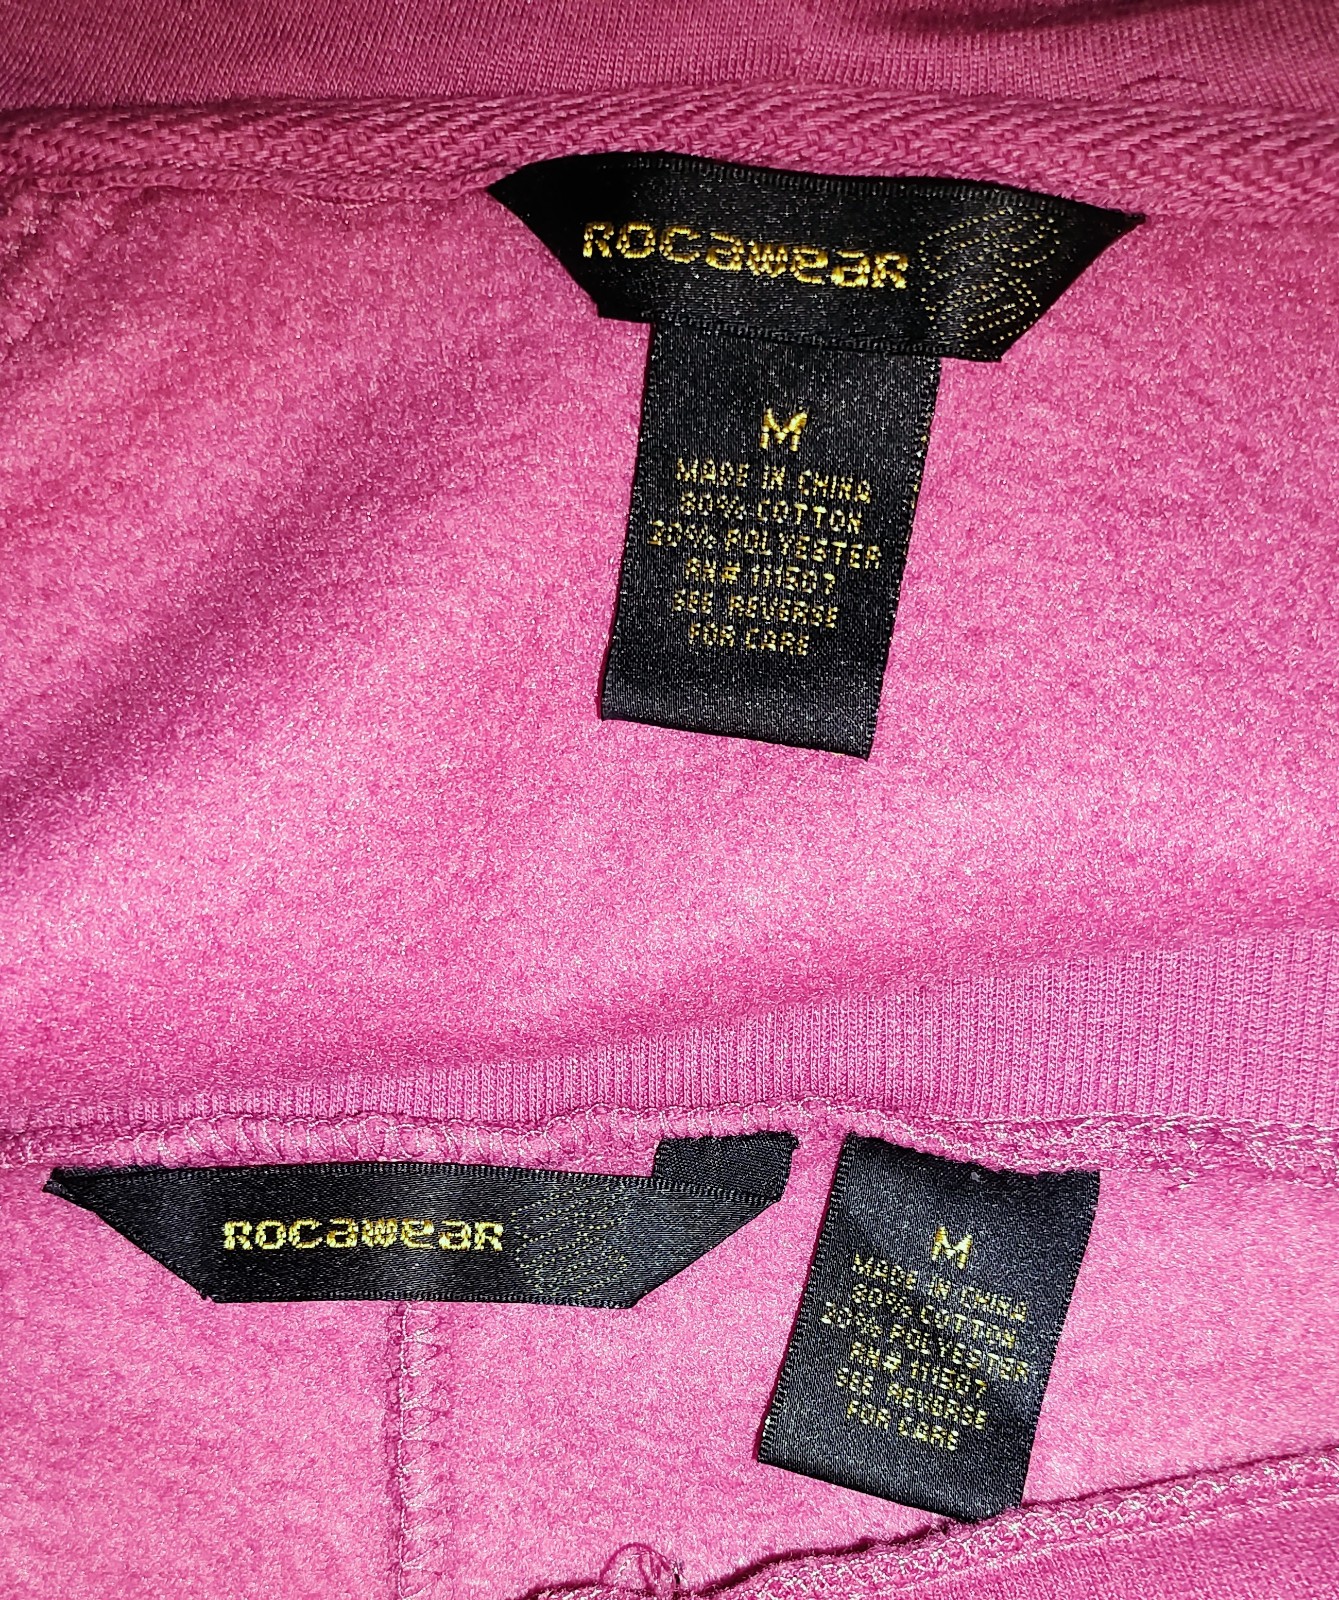 ROCaWeaR
M
MADE IN CHINA
80% COTTON
20% POLYESTER
RN# 111507
SEE REVERSE
FOR CARE
ROCaWeaR
M
MADE IN CHINA
80% COTTON
20% POLYESTER
RN# 111507
SEE REVERSE
FOR CARE